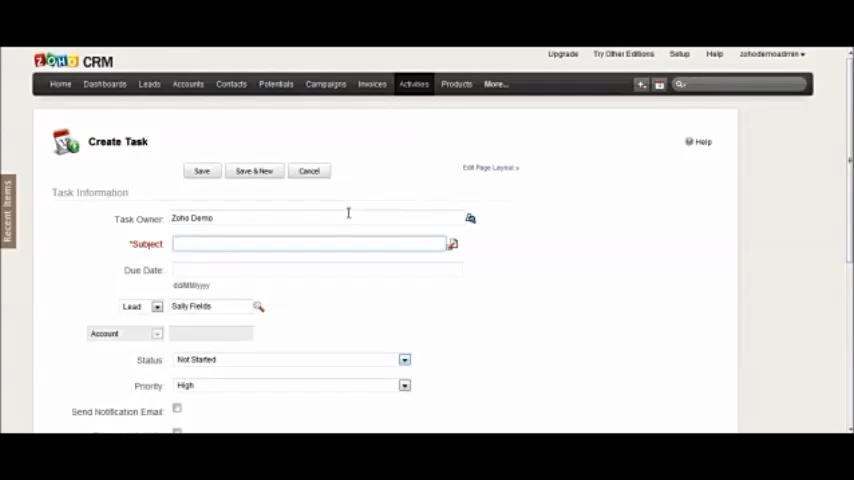 Upgrade Try Other Editions Setup Help zohodemoadmin
ZOHO CRM
Home Dashboards Leads Accounts Contacts Potentials Campaigns Invoices Activities Products More...
Create Task
Help
Save Save & New Cancel
Edit Page Layout »
Task Information
Recent Items
Task Owner: Zoho Demo
*Subject:
Due Date:
dd/MM/yyyy
Lead Sally Fields
Account
Status: Not Started
Priority: High
Send Notification Email: